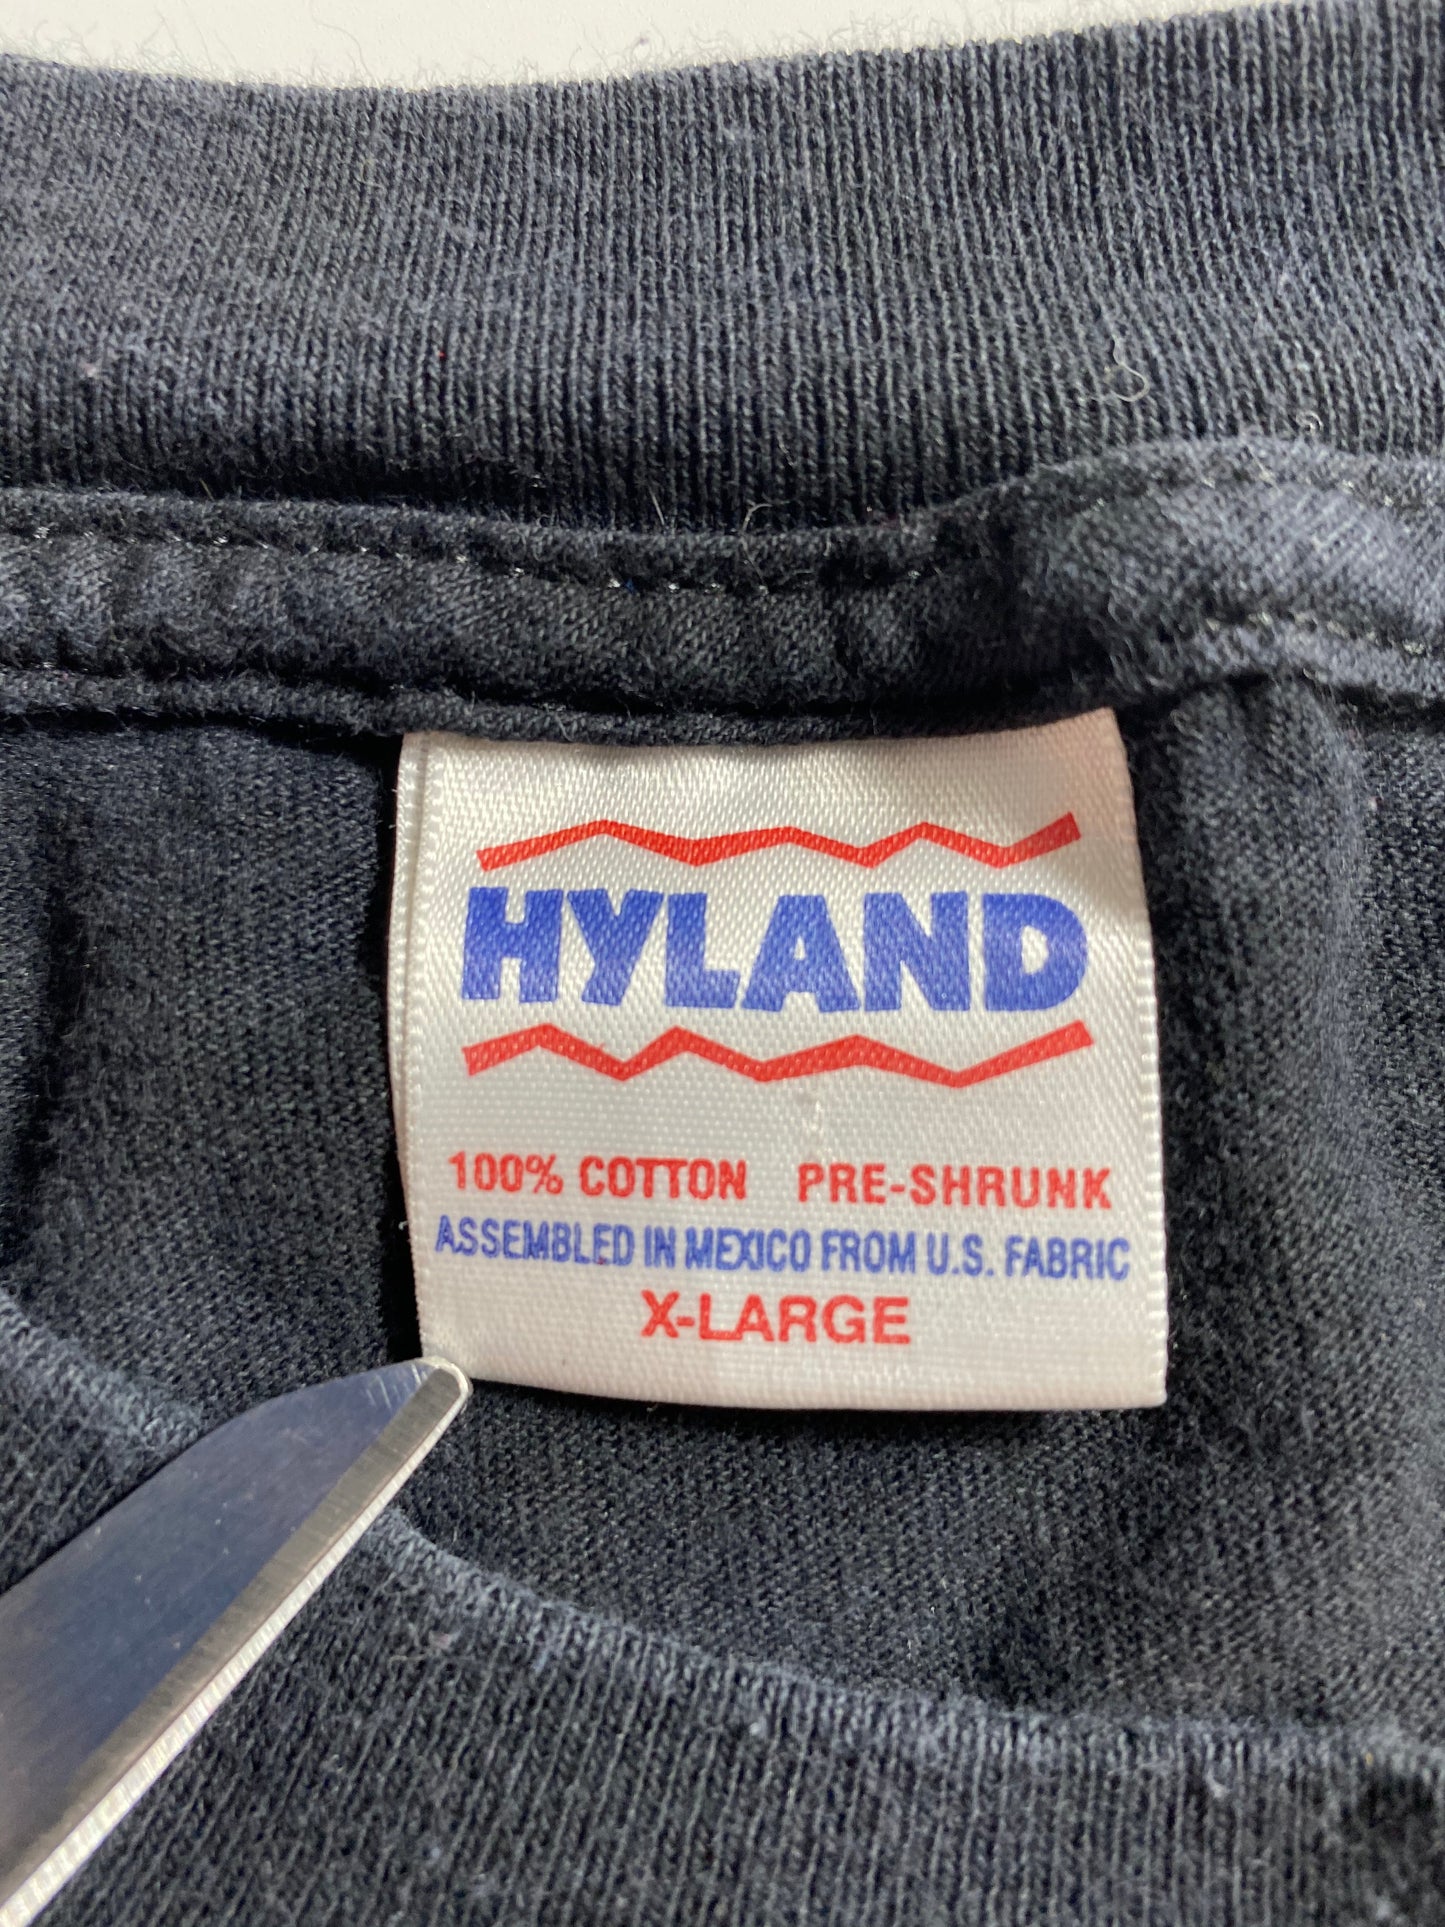 HYLAND
100% COTTON PRE-SHRUNK
ASSEMBLED IN MEXICO FROM U.S. FABRIC
X-LARGE